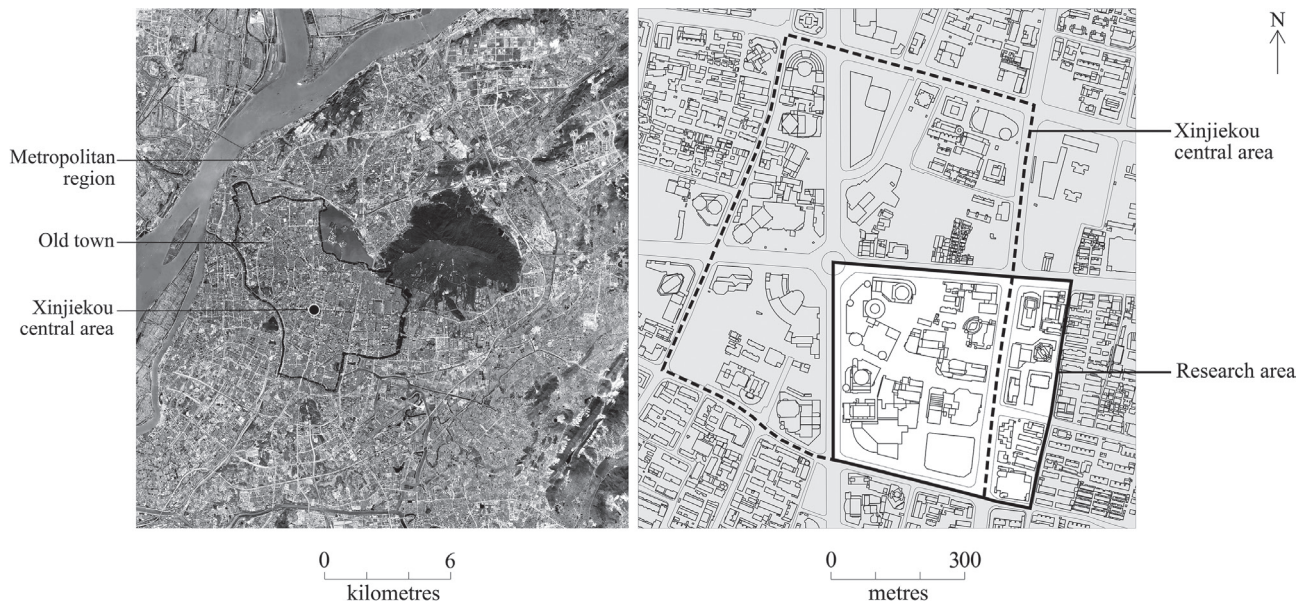 Metropolitan
region
Old town
Xinjiekou
central area
0 6
kilometres
N
Xinjiekou
central area
Research area
0 300
metres